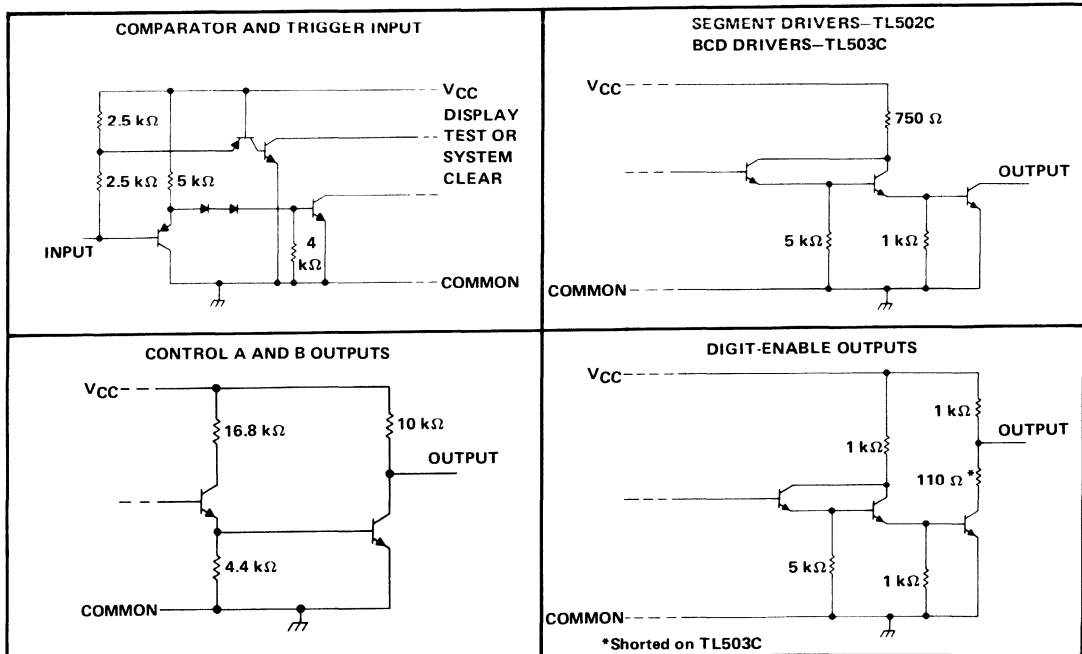 COMPARATOR AND TRIGGER INPUT
VCC
DISPLAY
TEST OR
SYSTEM
CLEAR
2.5 kΩ
2.5 kΩ
5 kΩ
4
kΩ
INPUT
COMMON
SEGMENT DRIVERS–TL502C
BCD DRIVERS–TL503C
VCC
750 Ω
OUTPUT
5 kΩ
1 kΩ
COMMON
CONTROL A AND B OUTPUTS
VCC
16.8 kΩ
10 kΩ
OUTPUT
4.4 kΩ
COMMON
DIGIT-ENABLE OUTPUTS
VCC
1 kΩ
OUTPUT
1 kΩ
110 Ω*
5 kΩ
1 kΩ
COMMON
*Shorted on TL503C